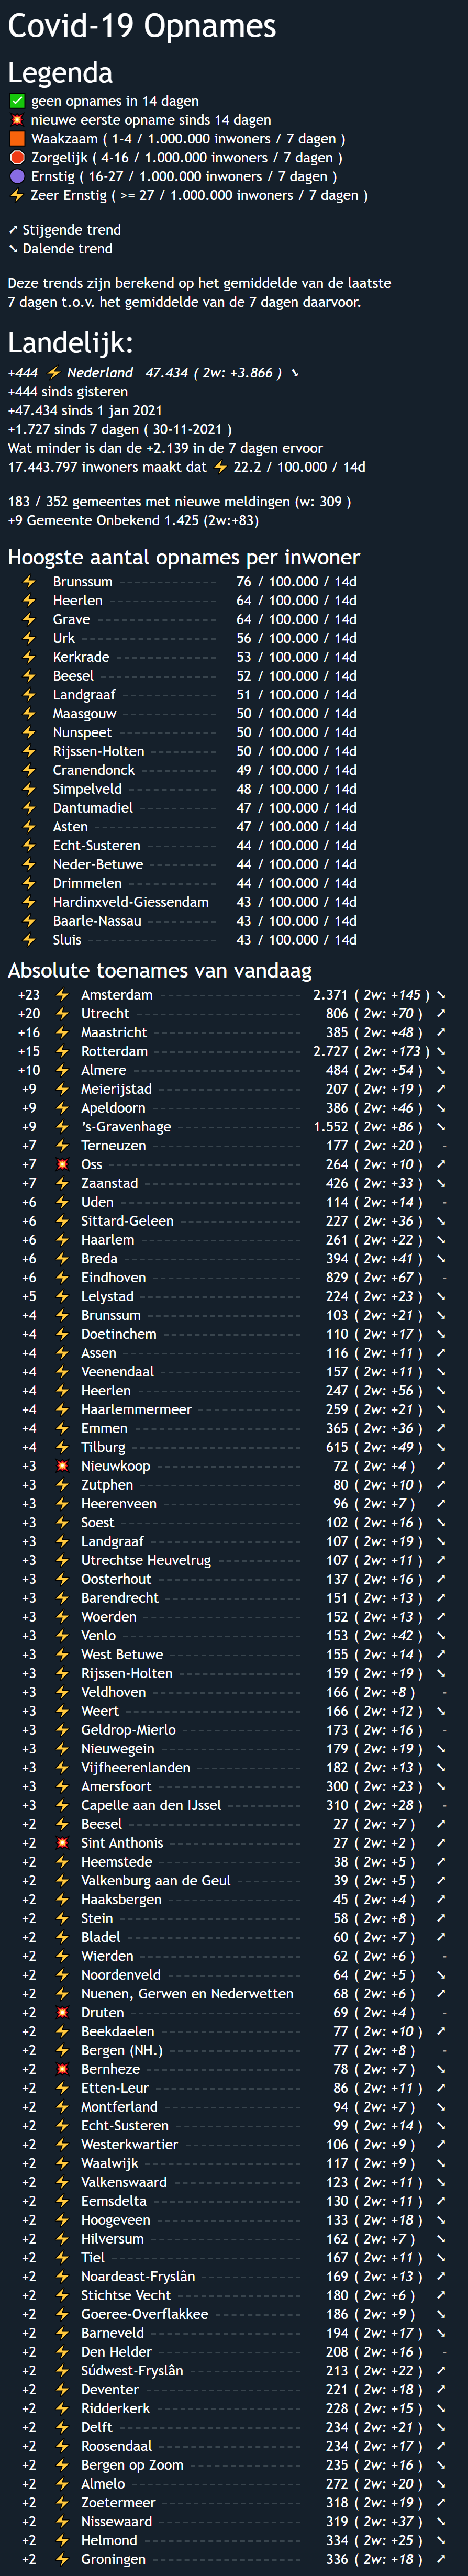 Covid-19 Opnames
Legenda
✅ geen opnames in 14 dagen
💥 nieuwe eerste opname sinds 14 dagen
🟧 Waakzaam ( 1-4 / 1.000.000 inwoners / 7 dagen )
🛑 Zorgelijk ( 4-16 / 1.000.000 inwoners / 7 dagen )
🟣 Ernstig ( 16-27 / 1.000.000 inwoners / 7 dagen )
⚡ Zeer Ernstig ( >= 27 / 1.000.000 inwoners / 7 dagen )
➚ Stijgende trend
➘ Dalende trend
Deze trends zijn berekend op het gemiddelde van de laatste
7 dagen t.o.v. het gemiddelde van de 7 dagen daarvoor.
Landelijk:
+444 ⚡ Nederland 47.434 ( 2w: +3.866 ) ➘
+444 sinds gisteren
+47.434 sinds 1 jan 2021
+1.727 sinds 7 dagen ( 30-11-2021 )
Wat minder is dan de +2.139 in de 7 dagen ervoor
17.443.797 inwoners maakt dat ⚡ 22.2 / 100.000 / 14d
183 / 352 gemeentes met nieuwe meldingen (w: 309 )
+9 Gemeente Onbekend 1.425 (2w:+83)
Hoogste aantal opnames per inwoner
⚡ Brunssum 76 / 100.000 / 14d
⚡ Heerlen 64 / 100.000 / 14d
⚡ Grave 64 / 100.000 / 14d
⚡ Urk 56 / 100.000 / 14d
⚡ Kerkrade 53 / 100.000 / 14d
⚡ Beesel 52 / 100.000 / 14d
⚡ Landgraaf 51 / 100.000 / 14d
⚡ Maasgouw 50 / 100.000 / 14d
⚡ Nunspeet 50 / 100.000 / 14d
⚡ Rijssen-Holten 50 / 100.000 / 14d
⚡ Cranendonck 49 / 100.000 / 14d
⚡ Simpelveld 48 / 100.000 / 14d
⚡ Dantumadiel 47 / 100.000 / 14d
⚡ Asten 47 / 100.000 / 14d
⚡ Echt-Susteren 44 / 100.000 / 14d
⚡ Neder-Betuwe 44 / 100.000 / 14d
⚡ Drimmelen 44 / 100.000 / 14d
⚡ Hardinxveld-Giessendam 43 / 100.000 / 14d
⚡ Baarle-Nassau 43 / 100.000 / 14d
⚡ Sluis 43 / 100.000 / 14d
Absolute toenames van vandaag
+23 ⚡ Amsterdam 2.371 ( 2w: +145 ) ➘
+20 ⚡ Utrecht 806 ( 2w: +70 ) ➚
+16 ⚡ Maastricht 385 ( 2w: +48 ) ➚
+15 ⚡ Rotterdam 2.727 ( 2w: +173 ) ➘
+10 ⚡ Almere 484 ( 2w: +54 ) ➘
+9 ⚡ Meierijstad 207 ( 2w: +19 ) ➚
+9 ⚡ Apeldoorn 386 ( 2w: +46 ) ➘
+9 ⚡ 's-Gravenhage 1.552 ( 2w: +86 ) ➘
+7 ⚡ Terneuzen 177 ( 2w: +20 ) -
+7 💥 Oss 264 ( 2w: +10 ) ➚
+7 ⚡ Zaanstad 426 ( 2w: +33 ) ➘
+6 ⚡ Uden 114 ( 2w: +14 ) -
+6 ⚡ Sittard-Geleen 227 ( 2w: +36 ) ➘
+6 ⚡ Haarlem 261 ( 2w: +22 ) ➘
+6 ⚡ Breda 394 ( 2w: +41 ) ➘
+6 ⚡ Eindhoven 829 ( 2w: +67 ) -
+5 ⚡ Lelystad 224 ( 2w: +23 ) ➘
+4 ⚡ Brunssum 103 ( 2w: +21 ) ➘
+4 ⚡ Doetinchem 110 ( 2w: +17 ) ➘
+4 ⚡ Assen 116 ( 2w: +11 ) ➚
+4 ⚡ Veenendaal 157 ( 2w: +11 ) ➘
+4 ⚡ Heerlen 247 ( 2w: +56 ) ➘
+4 ⚡ Haarlemmermeer 259 ( 2w: +21 ) ➘
+4 ⚡ Emmen 365 ( 2w: +36 ) ➚
+4 ⚡ Tilburg 615 ( 2w: +49 ) ➘
+3 💥 Nieuwkoop 72 ( 2w: +4 ) ➚
+3 ⚡ Zutphen 80 ( 2w: +10 ) ➚
+3 ⚡ Heerenveen 96 ( 2w: +7 ) ➚
+3 ⚡ Soest 102 ( 2w: +16 ) ➘
+3 ⚡ Landgraaf 107 ( 2w: +19 ) ➘
+3 ⚡ Utrechtse Heuvelrug 107 ( 2w: +11 ) ➚
+3 ⚡ Oosterhout 137 ( 2w: +16 ) ➚
+3 ⚡ Barendrecht 151 ( 2w: +13 ) ➚
+3 ⚡ Woerden 152 ( 2w: +13 ) ➚
+3 ⚡ Venlo 153 ( 2w: +42 ) ➘
+3 ⚡ West Betuwe 155 ( 2w: +14 ) ➚
+3 ⚡ Rijssen-Holten 159 ( 2w: +19 ) ➘
+3 ⚡ Veldhoven 166 ( 2w: +8 ) -
+3 ⚡ Weert 166 ( 2w: +12 ) ➘
+3 ⚡ Geldrop-Mierlo 173 ( 2w: +16 ) -
+3 ⚡ Nieuwegein 179 ( 2w: +19 ) ➘
+3 ⚡ Vijfheerenlanden 182 ( 2w: +13 ) ➘
+3 ⚡ Amersfoort 300 ( 2w: +23 ) ➘
+3 ⚡ Capelle aan den IJssel 310 ( 2w: +28 ) -
+2 ⚡ Beesel 27 ( 2w: +7 ) ➚
+2 💥 Sint Anthonis 27 ( 2w: +2 ) ➚
+2 ⚡ Heemstede 38 ( 2w: +5 ) ➚
+2 ⚡ Valkenburg aan de Geul 39 ( 2w: +5 ) ➚
+2 ⚡ Haaksbergen 45 ( 2w: +4 ) ➚
+2 ⚡ Stein 58 ( 2w: +8 ) ➚
+2 ⚡ Bladel 60 ( 2w: +7 ) ➚
+2 ⚡ Wierden 62 ( 2w: +6 ) -
+2 ⚡ Noordenveld 64 ( 2w: +5 ) ➘
+2 ⚡ Nuenen, Gerwen en Nederwetten 68 ( 2w: +6 ) ➚
+2 💥 Druten 69 ( 2w: +4 ) -
+2 ⚡ Beekdaelen 77 ( 2w: +10 ) ➚
+2 ⚡ Bergen (NH.) 77 ( 2w: +8 ) -
+2 💥 Bernheze 78 ( 2w: +7 ) ➘
+2 ⚡ Etten-Leur 86 ( 2w: +11 ) ➚
+2 ⚡ Montferland 94 ( 2w: +7 ) ➘
+2 ⚡ Echt-Susteren 99 ( 2w: +14 ) ➘
+2 ⚡ Westerkwartier 106 ( 2w: +9 ) ➚
+2 ⚡ Waalwijk 117 ( 2w: +9 ) ➘
+2 ⚡ Valkenswaard 123 ( 2w: +11 ) ➘
+2 ⚡ Eemsdelta 130 ( 2w: +11 ) ➚
+2 ⚡ Hoogeveen 133 ( 2w: +18 ) ➘
+2 ⚡ Hilversum 162 ( 2w: +7 ) ➘
+2 ⚡ Tiel 167 ( 2w: +11 ) ➘
+2 ⚡ Noardeast-Fryslân 169 ( 2w: +13 ) ➚
+2 ⚡ Stichtse Vecht 180 ( 2w: +6 ) ➚
+2 ⚡ Goeree-Overflakkee 186 ( 2w: +9 ) ➘
+2 ⚡ Barneveld 194 ( 2w: +17 ) ➘
+2 ⚡ Den Helder 208 ( 2w: +16 ) -
+2 ⚡ Súdwest-Fryslân 213 ( 2w: +22 ) ➚
+2 ⚡ Deventer 221 ( 2w: +18 ) ➚
+2 ⚡ Ridderkerk 228 ( 2w: +15 ) ➘
+2 ⚡ Delft 234 ( 2w: +21 ) ➘
+2 ⚡ Roosendaal 234 ( 2w: +17 ) ➚
+2 ⚡ Bergen op Zoom 235 ( 2w: +16 ) ➘
+2 ⚡ Almelo 272 ( 2w: +20 ) ➘
+2 ⚡ Zoetermeer 318 ( 2w: +19 ) ➚
+2 ⚡ Nissewaard 319 ( 2w: +37 ) ➘
+2 ⚡ Helmond 334 ( 2w: +25 ) ➘
+2 ⚡ Groningen 336 ( 2w: +18 ) ➚